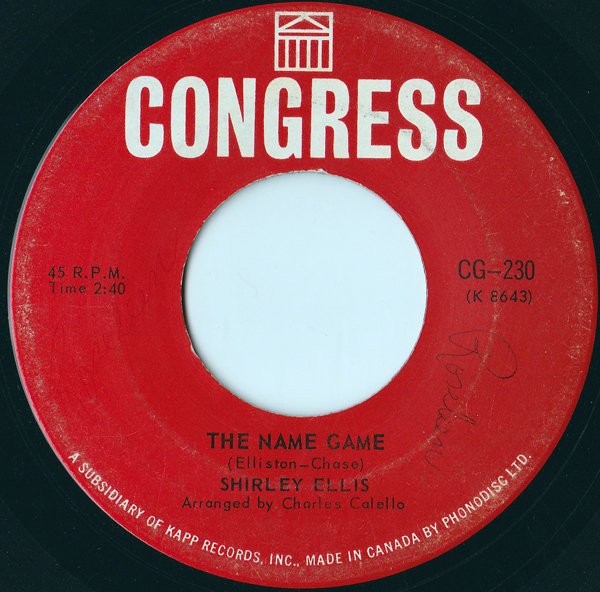 CONGRESS
45 R.P.M.
Time 2:40
CG-230
(K 8643)
THE NAME GAME
(Elliston-Chase)
SHIRLEY ELLIS
Arranged by Charles Calello
A SUBSIDIARY OF KAPP RECORDS, INC., MADE IN CANADA BY PHONODISC LTD.